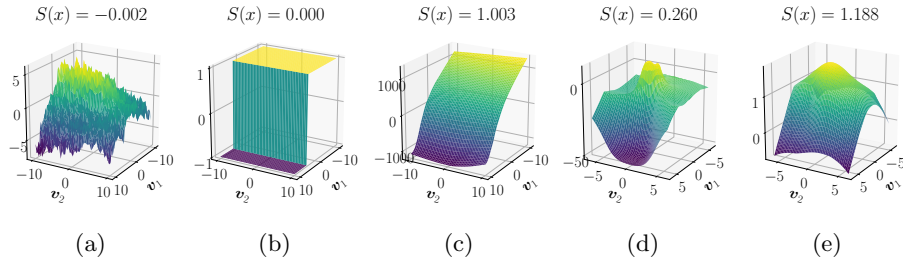 S(x) = −0.002 S(x) = 0.000 S(x) = 1.003 S(x) = 0.260 S(x) = 1.188
5 0 −5 −10 0 10 v₂ −10 0 10 v₁
1 0 −1 −10 0 10 v₂ −10 0 10 v₁
1000 0 −1000 −10 0 10 v₂ −10 0 10 v₁
0 −50 −5 0 5 v₂ −5 0 5 v₁
1 0 −5 0 5 v₂ −5 0 5 v₁
(a) (b) (c) (d) (e)